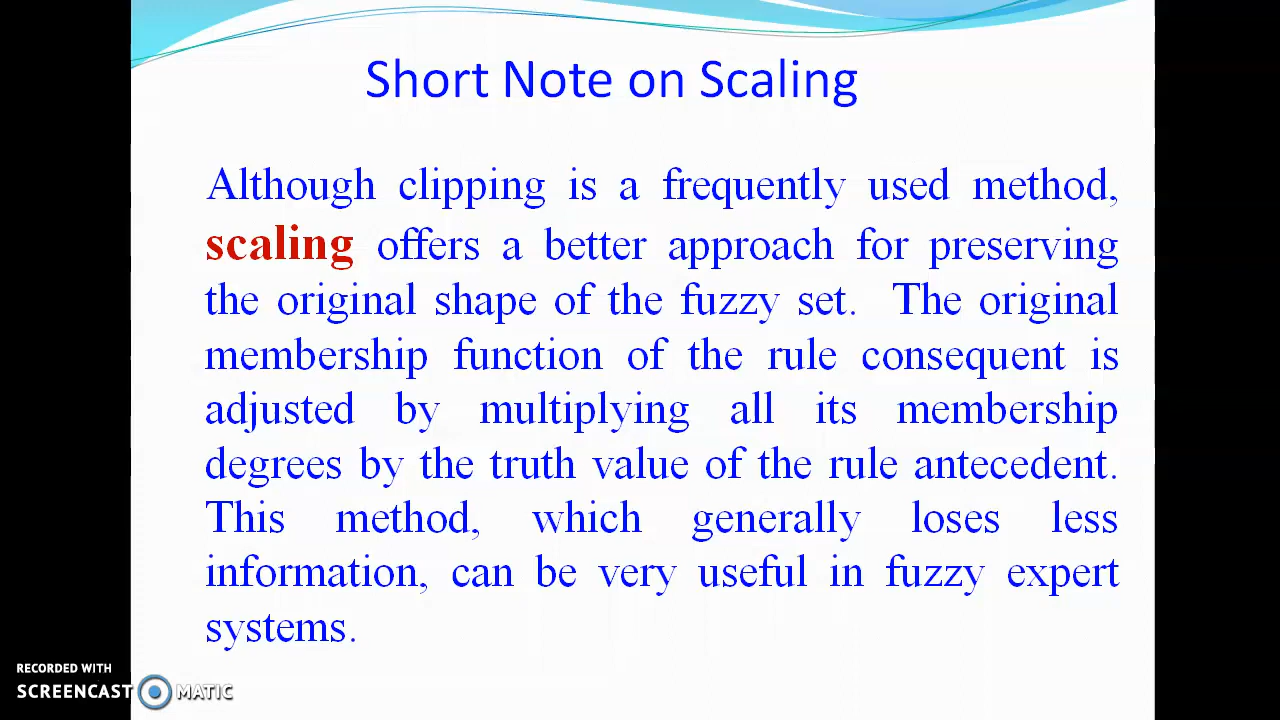 Short Note on Scaling
Although clipping is a frequently used method,
scaling offers a better approach for preserving
the original shape of the fuzzy set. The original
membership function of the rule consequent is
adjusted by multiplying all its membership
degrees by the truth value of the rule antecedent.
This method, which generally loses less
information, can be very useful in fuzzy expert
systems.
RECORDED WITH
SCREENCAST MATIC